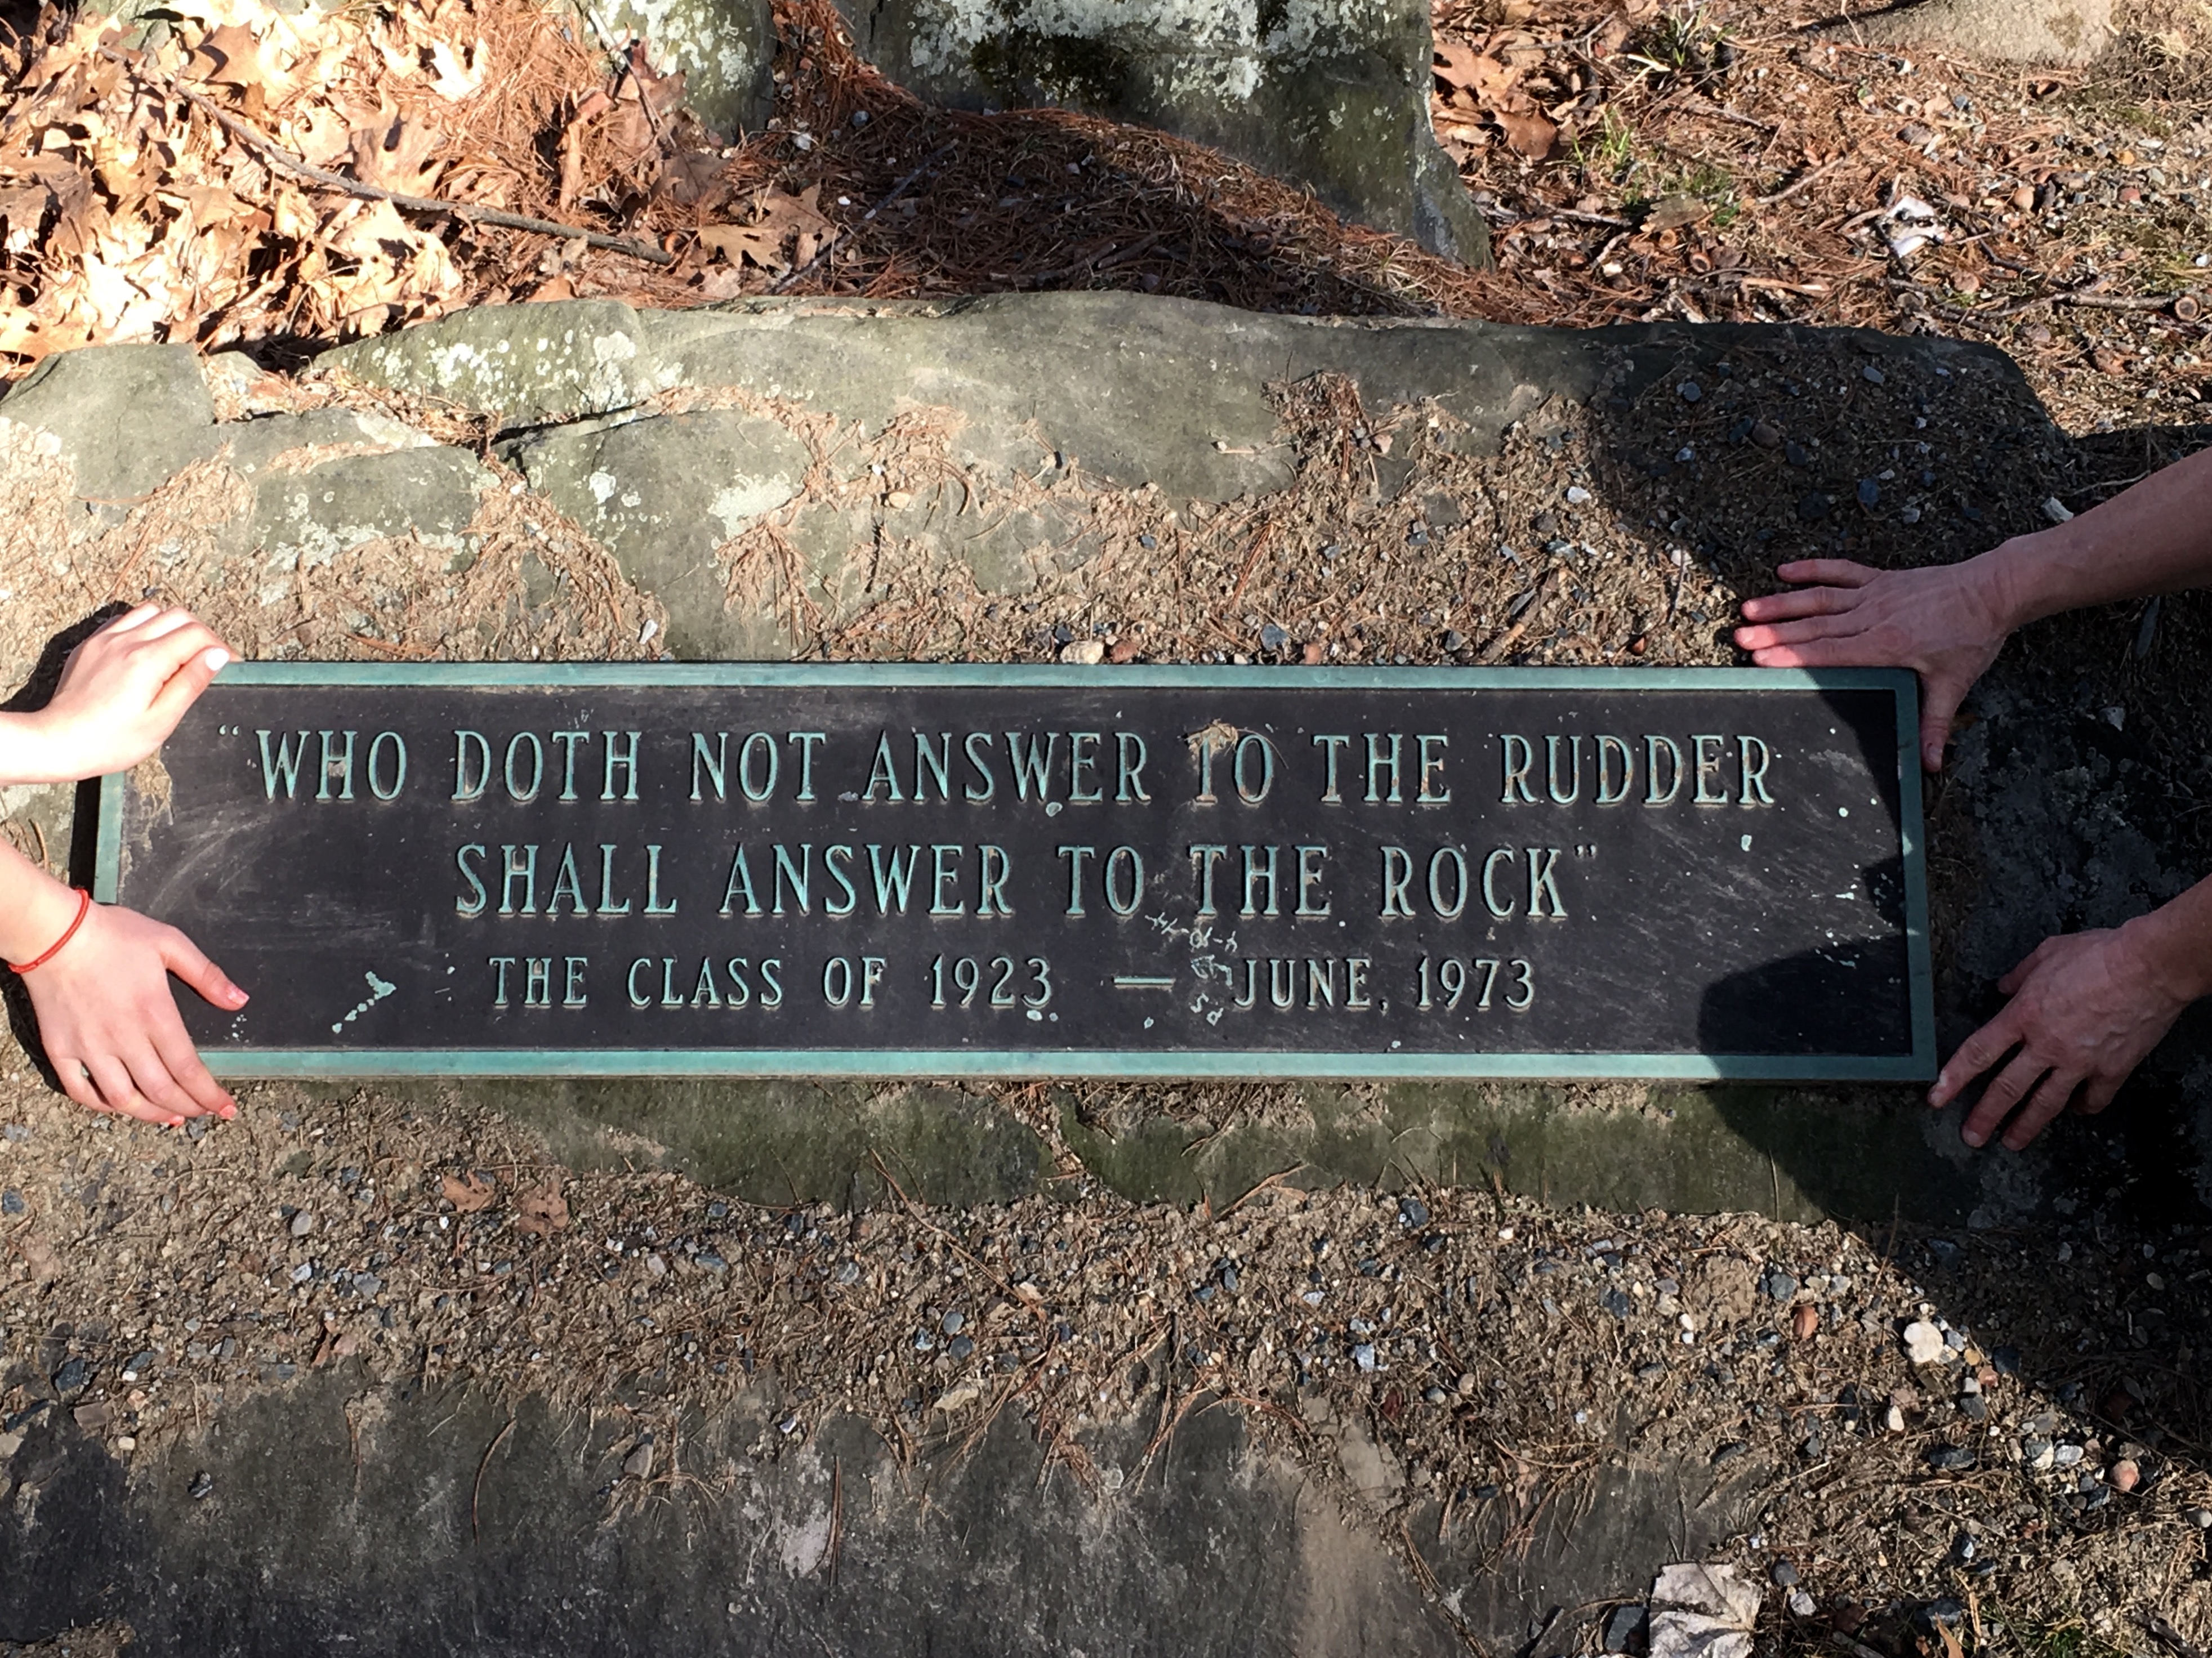 “WHO DOTH NOT ANSWER TO THE RUDDER
SHALL ANSWER TO THE ROCK”
THE CLASS OF 1923 — JUNE, 1973